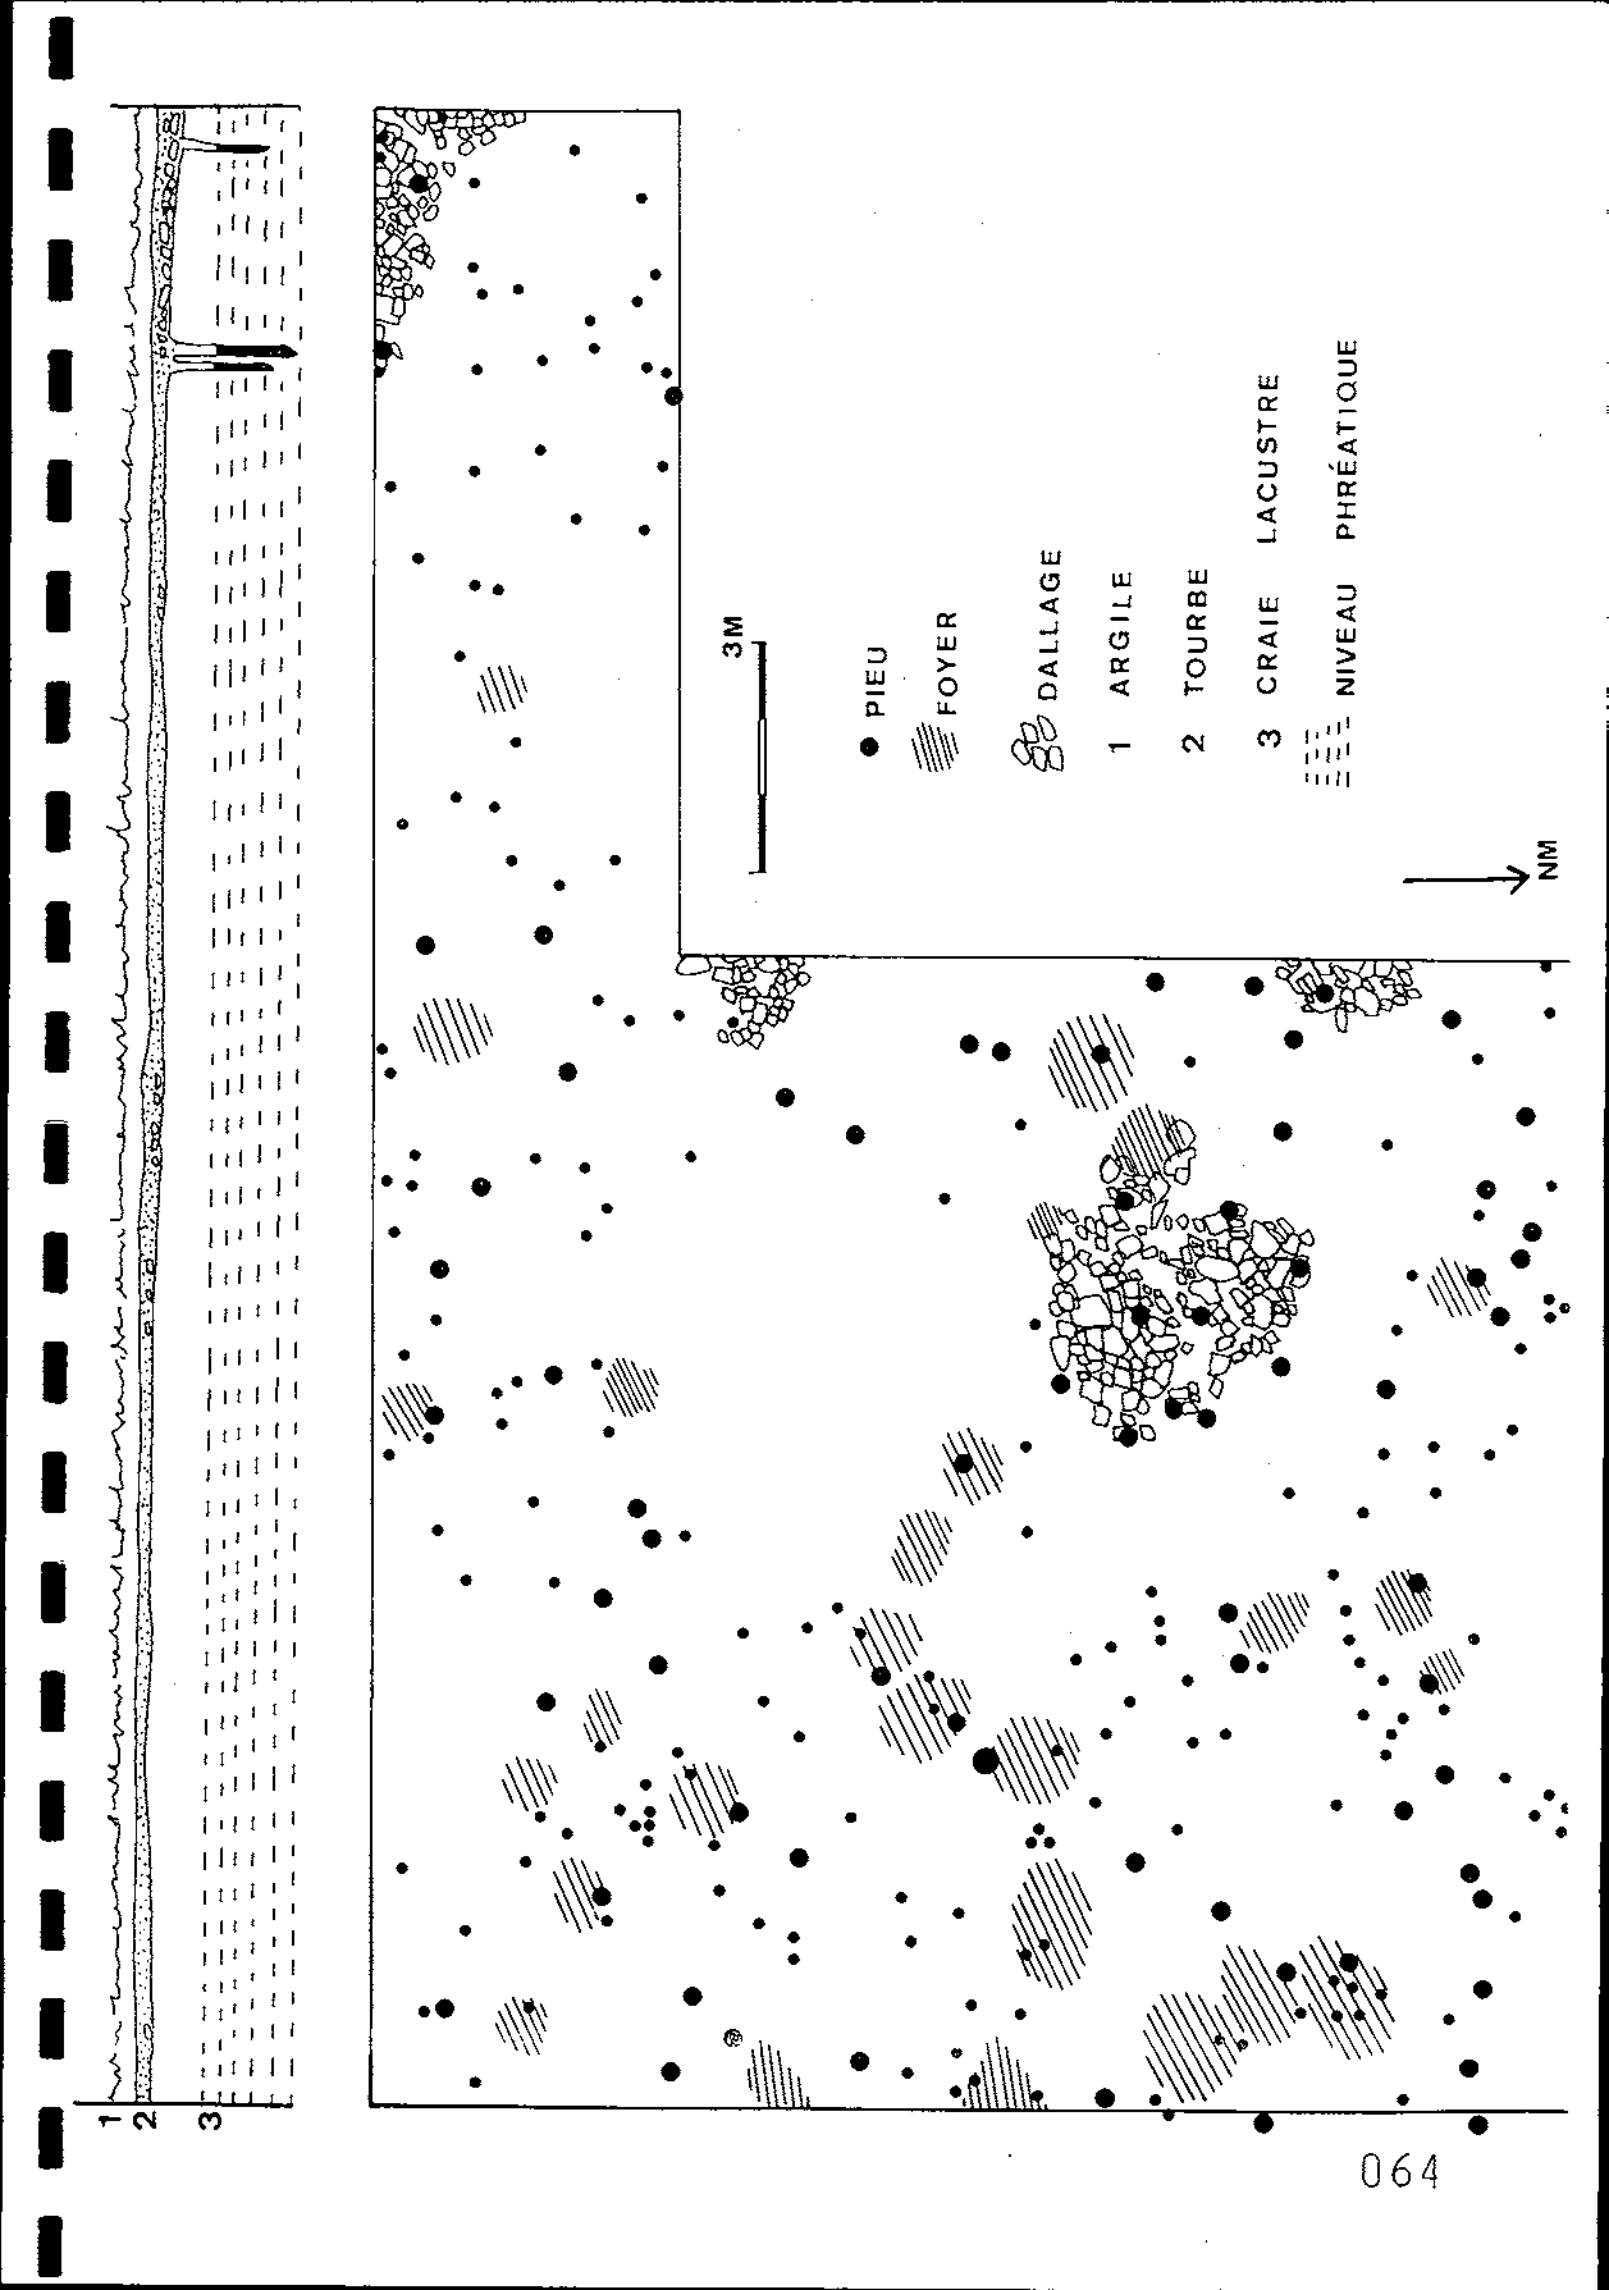 1
2
3
3M
PIEU
FOYER
DALLAGE
1 ARGILE
2 TOURBE
3 CRAIE LACUSTRE
NIVEAU PHRÉATIQUE
NM
064